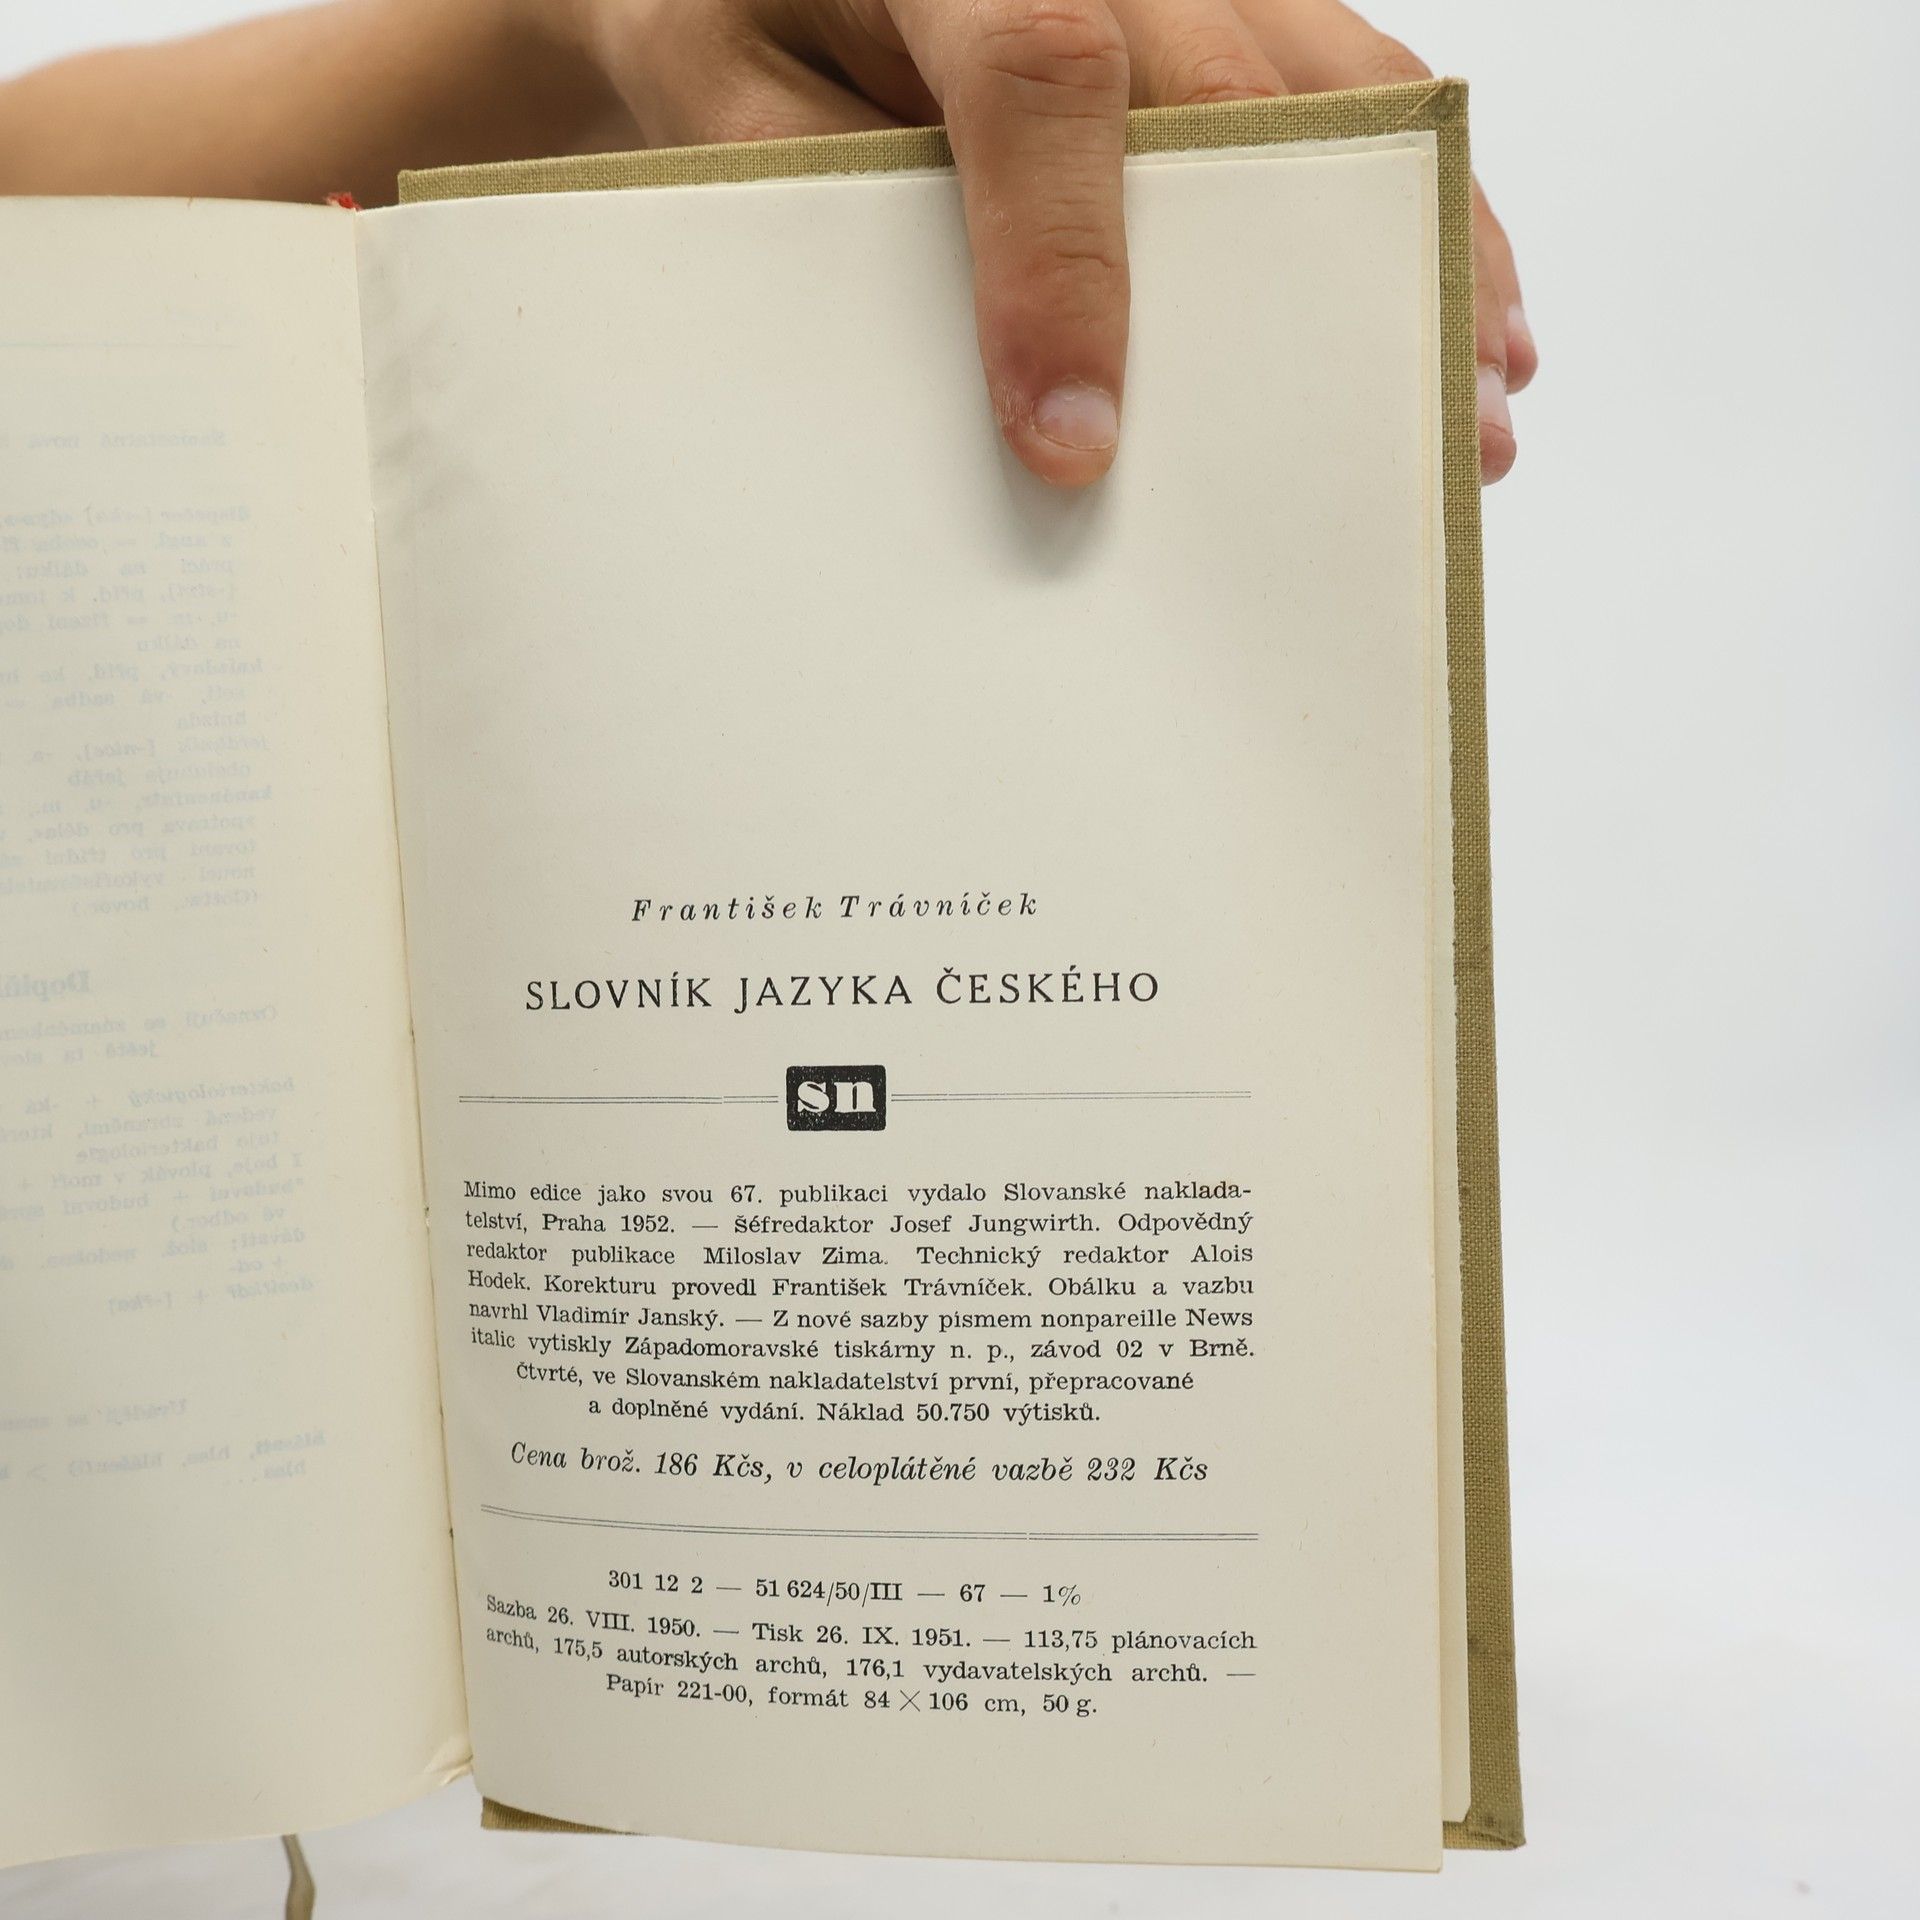 František Trávníček
SLOVNÍK JAZYKA ČESKÉHO
sn
Mimo edice jako svou 67. publikaci vydalo Slovanské naklada-
telství, Praha 1952. — Šéfredaktor Josef Jungwirth. Odpovědný
redaktor publikace Miloslav Zima. Technický redaktor Alois
Hodek. Korekturu provedl František Trávníček. Obálku a vazbu
navrhl Vladimír Janský. — Z nové sazby písmem nonpareille News
italic vytiskly Západomoravské tiskárny n. p., závod 02 v Brně.
Čtvrté, ve Slovanském nakladatelství první, přepracované
a doplněné vydání. Náklad 50.750 výtisků.
Cena brož. 186 Kčs, v celoplátěné vazbě 232 Kčs
301 12 2 — 51 624/50/III — 67 — 1%
Sazba 26. VIII. 1950. — Tisk 26. IX. 1951. — 113,75 plánovacích
archů, 175,5 autorských archů, 176,1 vydavatelských archů. —
Papír 221-00, formát 84 × 106 cm, 50 g.